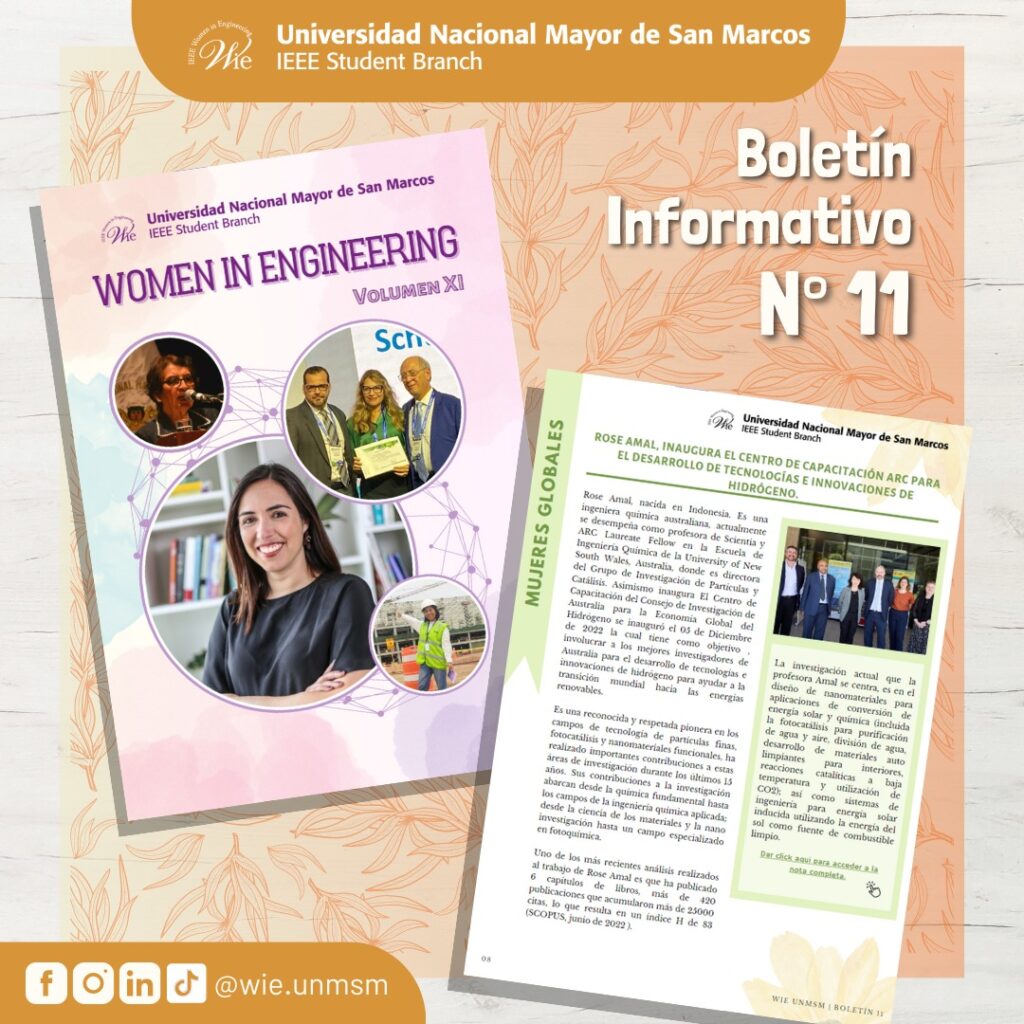 IEEE Women in Engineering
Wie
Universidad Nacional Mayor de San Marcos
IEEE Student Branch
Boletín
Informativo
N° 11
Wie
Universidad Nacional Mayor de San Marcos
IEEE Student Branch
WOMEN IN ENGINEERING
VOLUMEN XI
Sch
MUJERES GLOBALES
Wie
Universidad Nacional Mayor de San Marcos
IEEE Student Branch
ROSE AMAL, INAUGURA EL CENTRO DE CAPACITACIÓN ARC PARA
EL DESARROLLO DE TECNOLOGÍAS E INNOVACIONES DE
HIDRÓGENO.
Rose Amal, nacida en Indonesia. Es una
ingeniera química australiana, actualmente
se desempeña como profesora de Scientia y
ARC Laureate Fellow en la Escuela de
Ingeniería Química de la University of New
South Wales, Australia, donde es directora
del Grupo de Investigación de Partículas y
Catálisis. Asimismo inaugura El Centro de
Capacitación del Consejo de Investigación de
Australia para la Economía Global del
Hidrógeno se inauguró el 05 de Diciembre
de 2022 la cual tiene como objetivo ,
involucrar a los mejores investigadores de
Australia para el desarrollo de tecnologías e
innovaciones de hidrógeno para ayudar a la
transición mundial hacia las energías
renovables.
Es una reconocida y respetada pionera en los
campos de tecnología de partículas finas,
fotocatálisis y nanomateriales funcionales, ha
realizado importantes contribuciones a estas
áreas de investigación durante los últimos 15
años. Sus contribuciones a la investigación
abarcan desde la química fundamental hasta
los campos de la ingeniería química aplicada;
desde la ciencia de los materiales y la nano
investigación hasta un campo especializado
en fotoquímica.
Uno de los más recientes análisis realizados
al trabajo de Rose Amal es que ha publicado
6 capítulos de libros, más de 420
publicaciones que acumularon más de 25000
citas, lo que resulta en un índice H de 83
(SCOPUS, junio de 2022 ).
La investigación actual que la
profesora Amal se centra, es en el
diseño de nanomateriales para
aplicaciones de conversión de
energía solar y química (incluida
la fotocatálisis para purificación
de agua y aire, división de agua,
desarrollo de materiales auto
limpiantes para interiores,
reacciones catalíticas a baja
temperatura y utilización de
CO2); así como sistemas de
ingeniería para energía solar
inducida utilizando la energía del
sol como fuente de combustible
limpio.
Dar click aquí para acceder a la
nota completa.
08
WIE UNMSM | BOLETÍN 11
@wie.unmsm